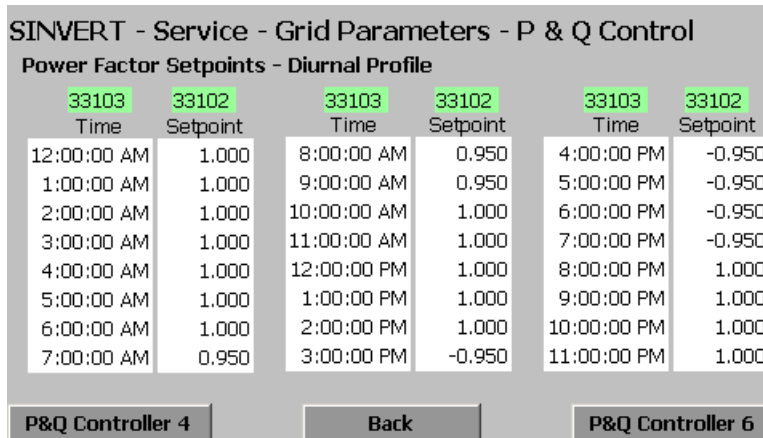 SINVERT - Service - Grid Parameters - P & Q Control
Power Factor Setpoints - Diurnal Profile
33103 33102 33103 33102 33103 33102
Time Setpoint Time Setpoint Time Setpoint
12:00:00 AM 1.000 8:00:00 AM 0.950 4:00:00 PM -0.950
1:00:00 AM 1.000 9:00:00 AM 0.950 5:00:00 PM -0.950
2:00:00 AM 1.000 10:00:00 AM 1.000 6:00:00 PM -0.950
3:00:00 AM 1.000 11:00:00 AM 1.000 7:00:00 PM -0.950
4:00:00 AM 1.000 12:00:00 PM 1.000 8:00:00 PM 1.000
5:00:00 AM 1.000 1:00:00 PM 1.000 9:00:00 PM 1.000
6:00:00 AM 1.000 2:00:00 PM 1.000 10:00:00 PM 1.000
7:00:00 AM 0.950 3:00:00 PM -0.950 11:00:00 PM 1.000
P&Q Controller 4 Back P&Q Controller 6